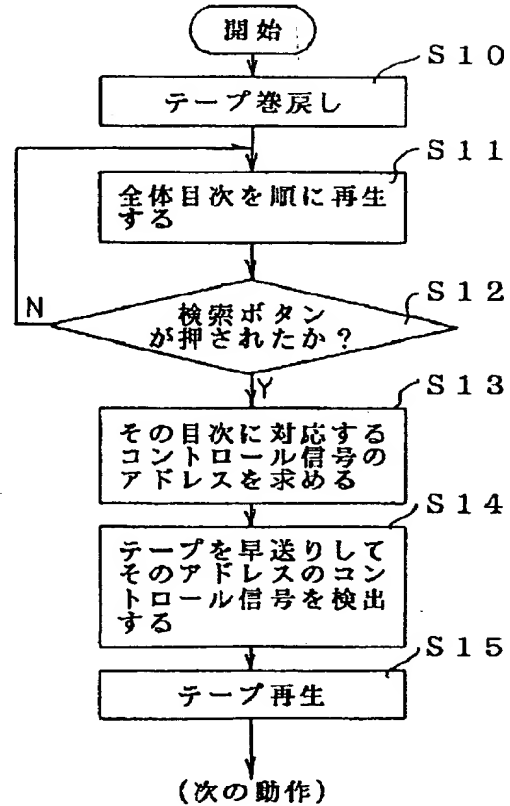 開始
S10
テープ巻戻し
S11
全体目次を順に再生
する
S12
検索ボタン
が押されたか？
N
Y
S13
その目次に対応する
コントロール信号の
アドレスを求める
S14
テープを早送りして
そのアドレスのコン
トロール信号を検出
する
S15
テープ再生
(次の動作)